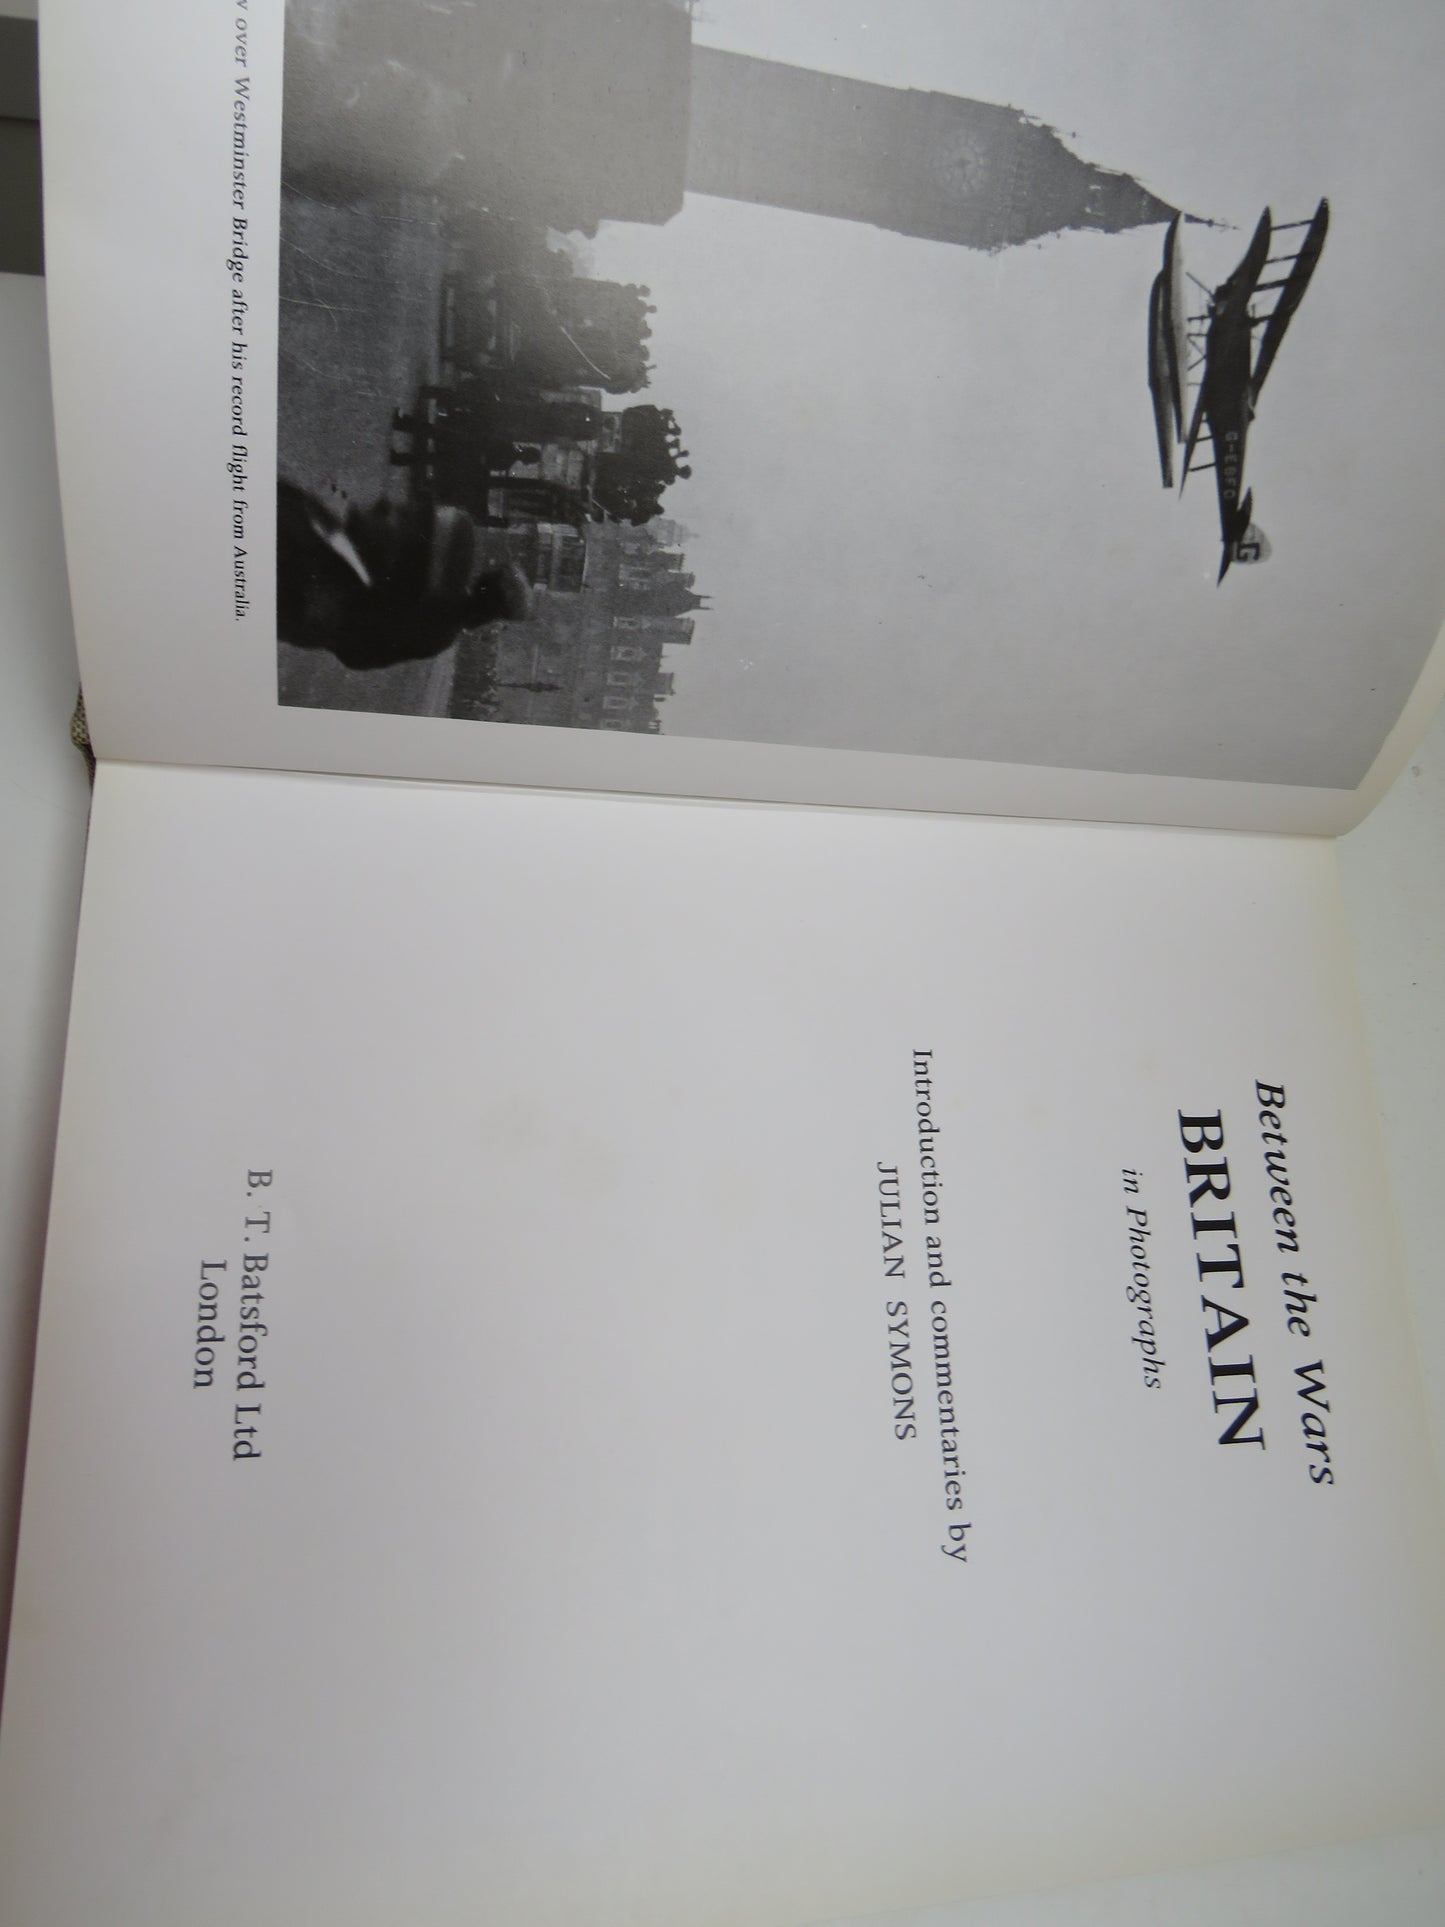 over Westminster Bridge after his record flight from Australia.
G-EBFO
G
Between the Wars
BRITAIN
in Photographs
Introduction and commentaries by
JULIAN SYMONS
B. T. Batsford Ltd
London